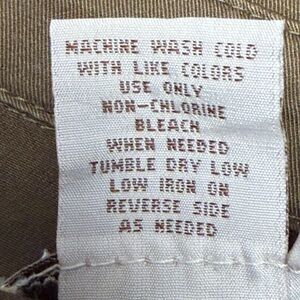 MACHINE WASH COLD
WITH LIKE COLORS
USE ONLY
NON-CHLORINE
BLEACH
WHEN NEEDED
TUMBLE DRY LOW
LOW IRON ON
REVERSE SIDE
AS NEEDED